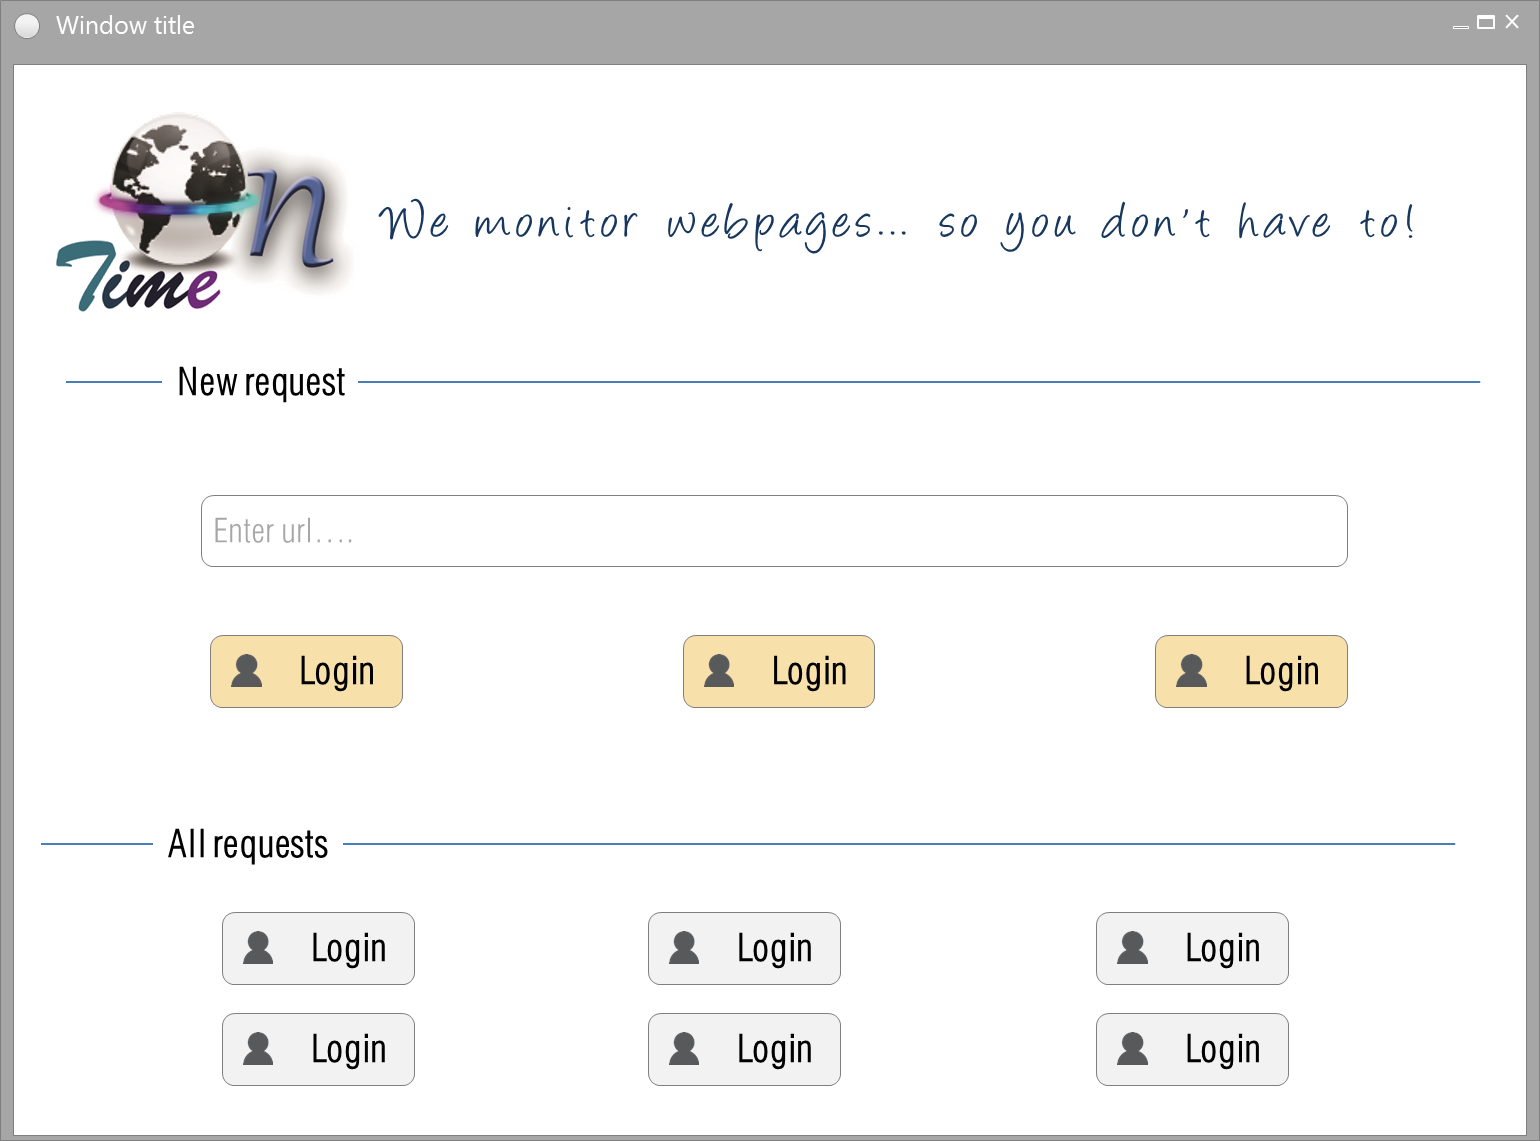 Window title
On
Time
We monitor webpages... so you don't have to!
New request
Enter url....
Login Login Login
All requests
Login Login Login
Login Login Login